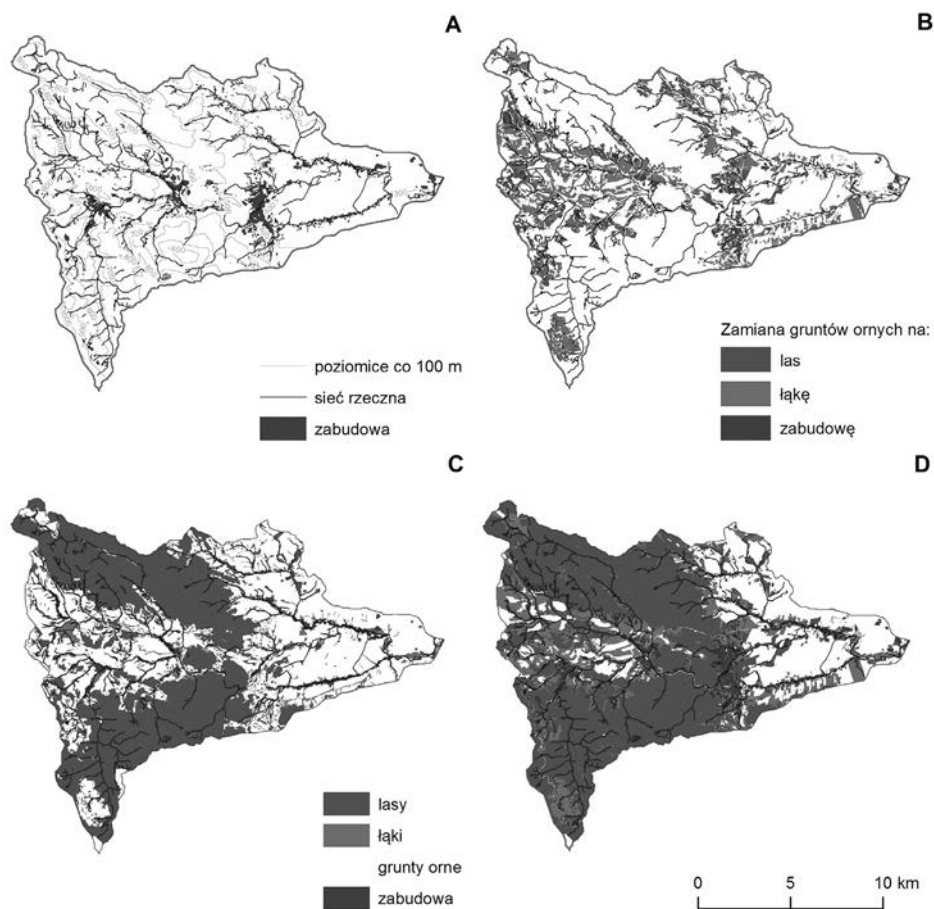 A
B
poziomice co 100 m
sieć rzeczna
zabudowa
Zamiana gruntów ornych na:
las
łąkę
zabudowę
C
D
lasy
łąki
grunty orne
zabudowa
0 5 10 km